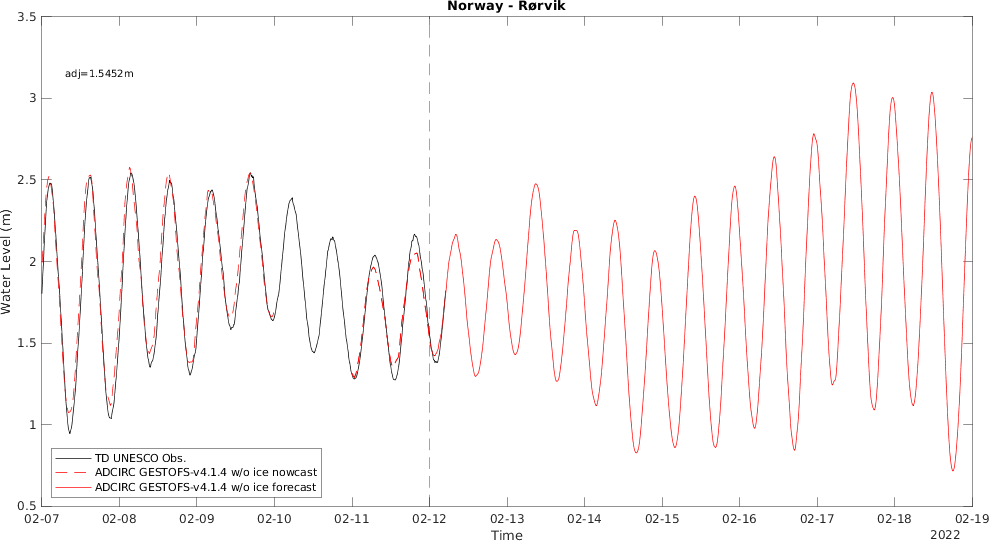 Norway - Rørvik
3.5
3
2.5
2
1.5
1
0.5
Water Level (m)
adj=1.5452m
TD UNESCO Obs.
ADCIRC GESTOFS-v4.1.4 w/o ice nowcast
ADCIRC GESTOFS-v4.1.4 w/o ice forecast
02-07 02-08 02-09 02-10 02-11 02-12 02-13 02-14 02-15 02-16 02-17 02-18 02-19
Time
2022